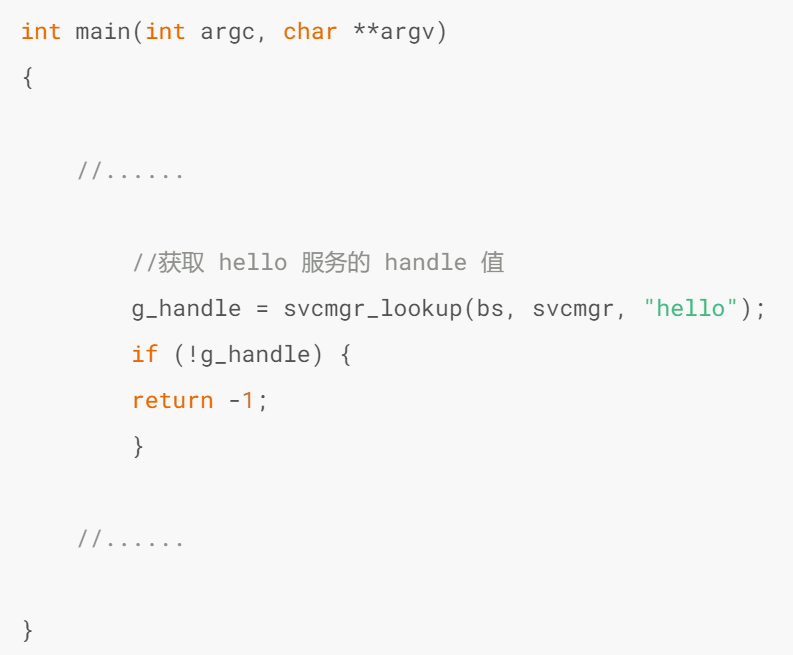 int main(int argc, char **argv)
{
//......
//获取 hello 服务的 handle 值
g_handle = svcmgr_lookup(bs, svcmgr, "hello");
if (!g_handle) {
return -1;
}
//......
}